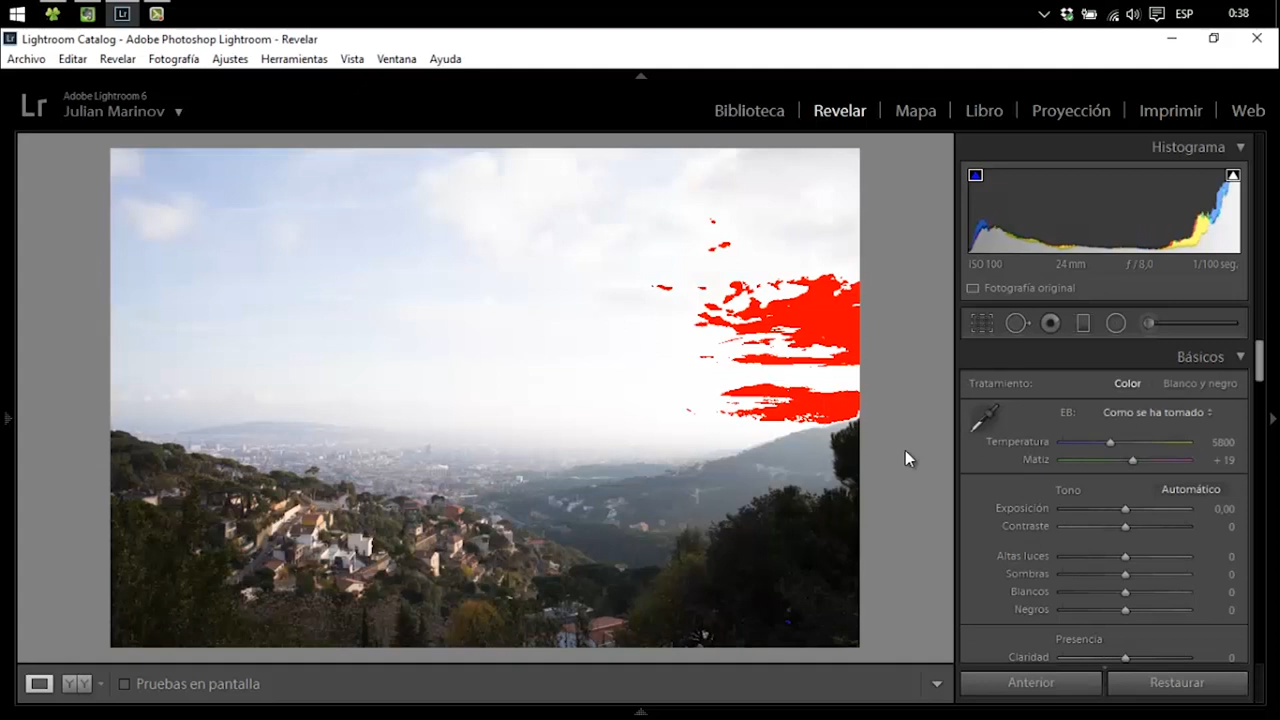 ESP
0:38
Lightroom Catalog - Adobe Photoshop Lightroom - Revelar
Archivo Editar Revelar Fotografía Ajustes Herramientas Vista Ventana Ayuda
Lr
Adobe Lightroom 6
Julian Marinov
Biblioteca Revelar Mapa Libro Proyección Imprimir Web
Histograma
ISO 100 24 mm ƒ / 8,0 1/100 seg.
Fotografía original
Básicos
Tratamiento: Color Blanco y negro
EB: Como se ha tomado
Temperatura 5800
Matiz + 19
Tono Automático
Exposición 0,00
Contraste 0
Altas luces 0
Sombras 0
Blancos 0
Negros 0
Presencia
Claridad 0
YY Pruebas en pantalla
Anterior Restaurar